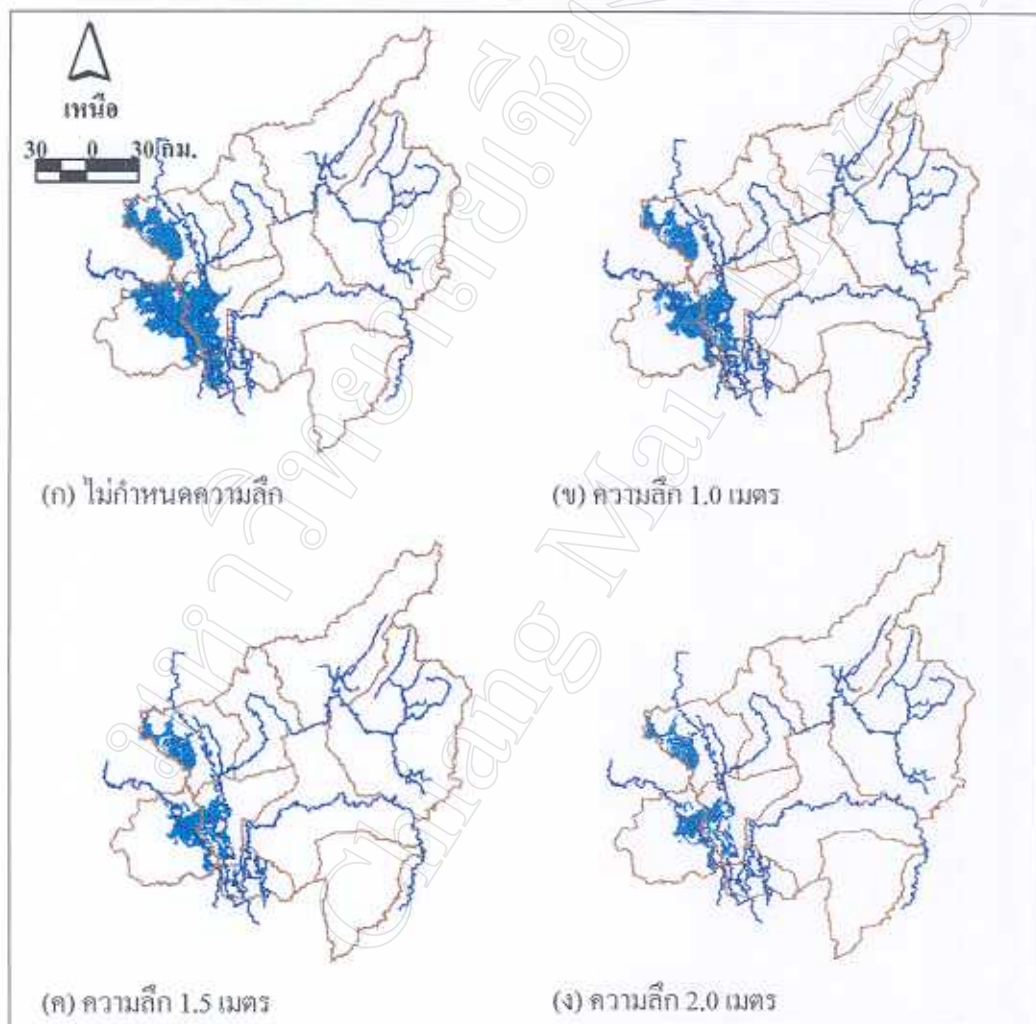 เหนือ
30 0 30 กม.
(ก) ไม่กำหนดความลึก
(ข) ความลึก 1.0 เมตร
(ค) ความลึก 1.5 เมตร
(ง) ความลึก 2.0 เมตร
Chiang Mai Univers